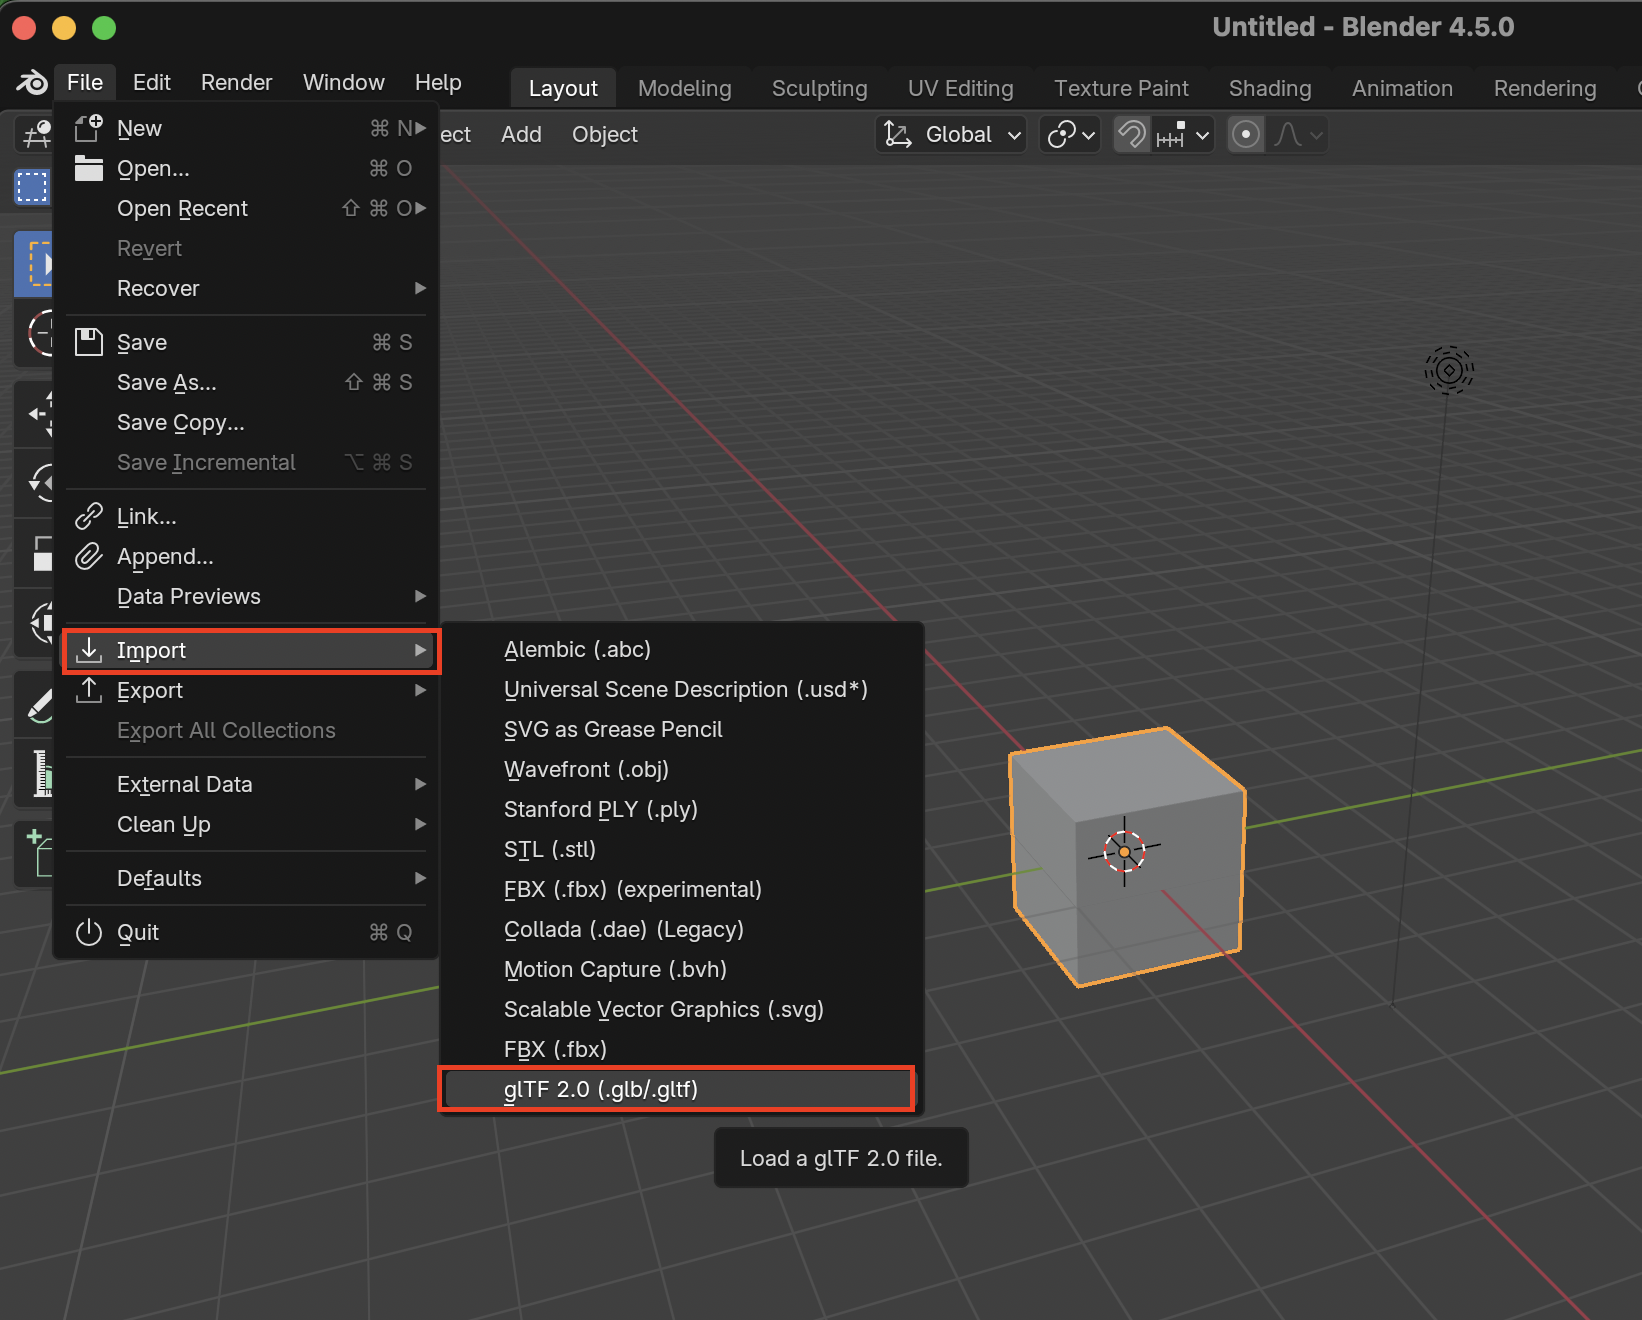 Untitled - Blender 4.5.0
File Edit Render Window Help Layout Modeling Sculpting UV Editing Texture Paint Shading Animation Rendering
ect Add Object Global
New ⌘ N
Open... ⌘ O
Open Recent ⇧ ⌘ O
Revert
Recover
Save ⌘ S
Save As... ⇧ ⌘ S
Save Copy... 
Save Incremental ⌥ ⌘ S
Link...
Append...
Data Previews
Import
Export
Export All Collections
External Data
Clean Up
Defaults
Quit ⌘ Q
Alembic (.abc)
Universal Scene Description (.usd*)
SVG as Grease Pencil
Wavefront (.obj)
Stanford PLY (.ply)
STL (.stl)
FBX (.fbx) (experimental)
Collada (.dae) (Legacy)
Motion Capture (.bvh)
Scalable Vector Graphics (.svg)
FBX (.fbx)
glTF 2.0 (.glb/.gltf)
Load a glTF 2.0 file.